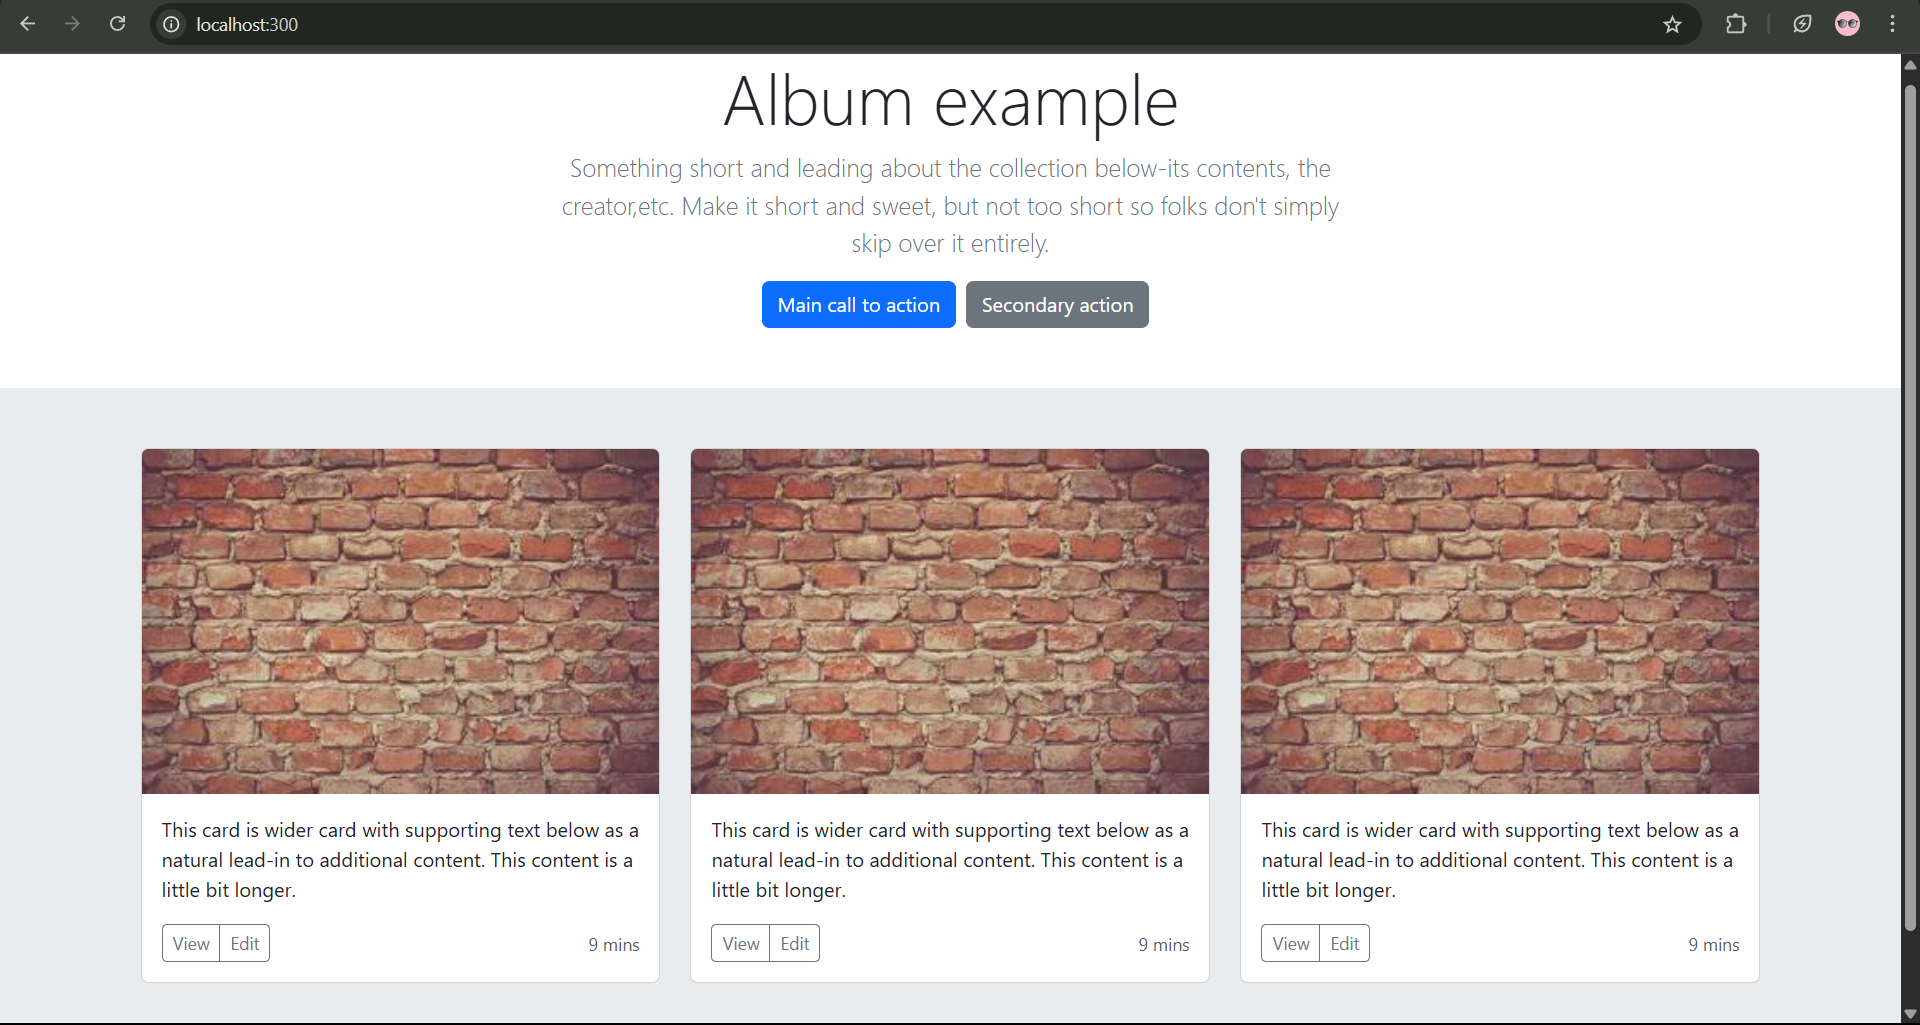 localhost:300
Album example
Something short and leading about the collection below-its contents, the
creator,etc. Make it short and sweet, but not too short so folks don't simply
skip over it entirely.
Main call to action
Secondary action
This card is wider card with supporting text below as a
natural lead-in to additional content. This content is a
little bit longer.
View
Edit
9 mins
This card is wider card with supporting text below as a
natural lead-in to additional content. This content is a
little bit longer.
View
Edit
9 mins
This card is wider card with supporting text below as a
natural lead-in to additional content. This content is a
little bit longer.
View
Edit
9 mins